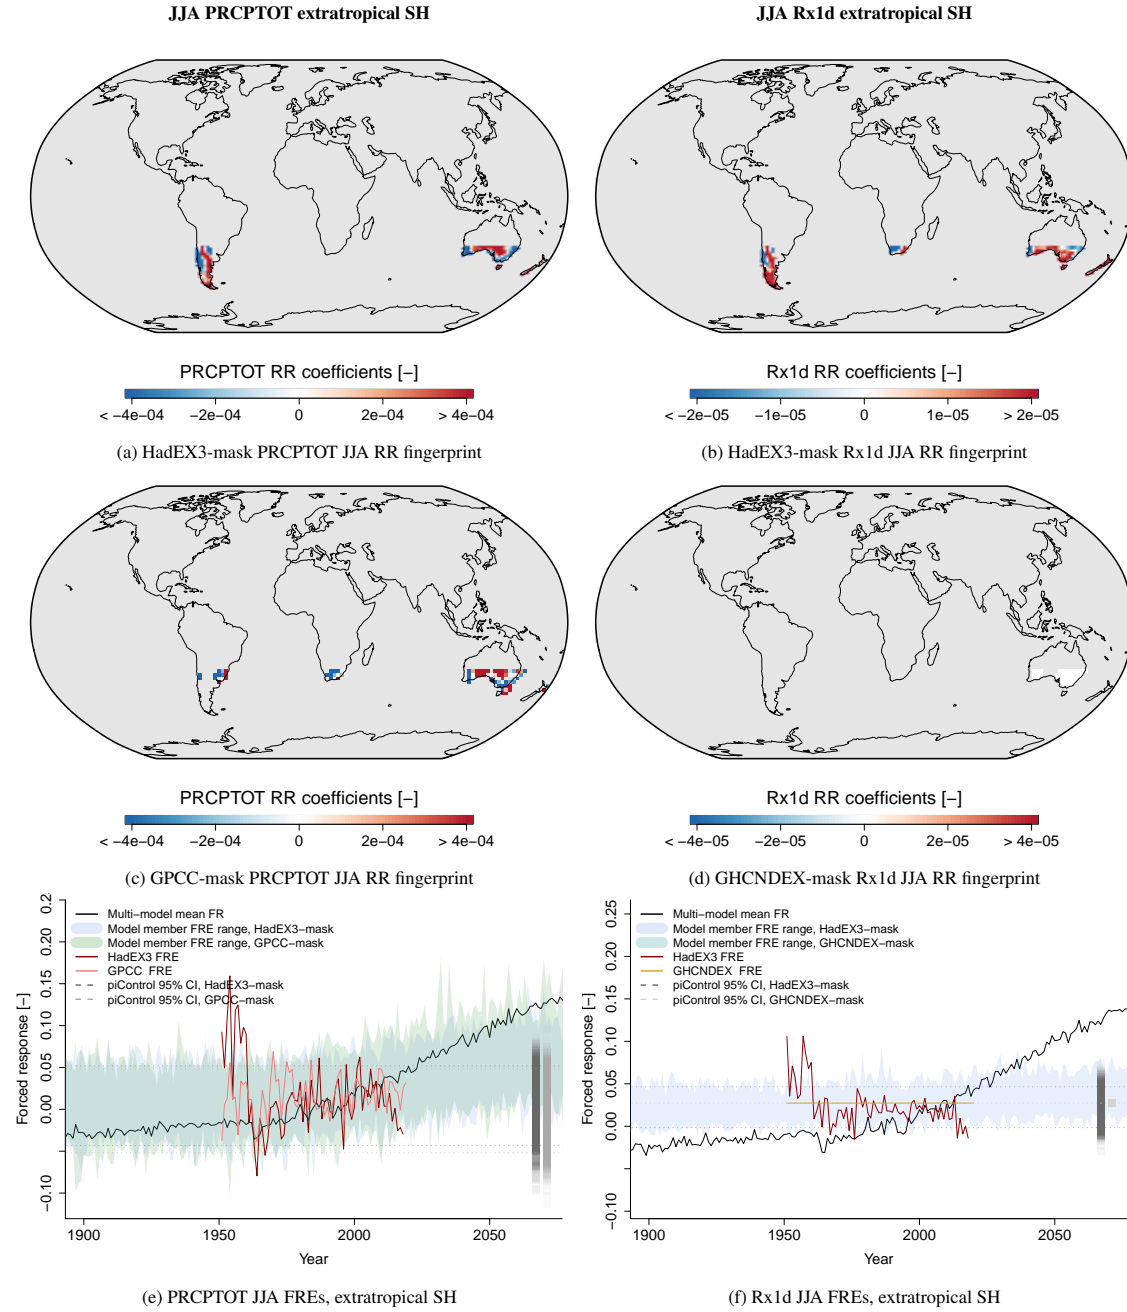 JJA PRCPTOT extratropical SH
JJA Rx1d extratropical SH
PRCPTOT RR coefficients [−]
< −4e−04 −2e−04 0 2e−04 > 4e−04
(a) HadEX3-mask PRCPTOT JJA RR fingerprint
Rx1d RR coefficients [−]
< −2e−05 −1e−05 0 1e−05 > 2e−05
(b) HadEX3-mask Rx1d JJA RR fingerprint
PRCPTOT RR coefficients [−]
< −4e−04 −2e−04 0 2e−04 > 4e−04
(c) GPCC-mask PRCPTOT JJA RR fingerprint
Rx1d RR coefficients [−]
< −4e−05 −2e−05 0 2e−05 > 4e−05
(d) GHCNDEX-mask Rx1d JJA RR fingerprint
Multi−model mean FR
Model member FRE range, HadEX3−mask
Model member FRE range, GPCC−mask
HadEX3 FRE
GPCC FRE
piControl 95% CI, HadEX3−mask
piControl 95% CI, GPCC−mask
Forced response [−]
−0.10 0.00 0.05 0.10 0.15 0.2
1900 1950 2000 2050
Year
(e) PRCPTOT JJA FREs, extratropical SH
Multi−model mean FR
Model member FRE range, HadEX3−mask
Model member FRE range, GHCNDEX−mask
HadEX3 FRE
GHCNDEX FRE
piControl 95% CI, HadEX3−mask
piControl 95% CI, GHCNDEX−mask
Forced response [−]
−0.10 0.00 0.05 0.10 0.15 0.20 0.25
1900 1950 2000 2050
Year
(f) Rx1d JJA FREs, extratropical SH